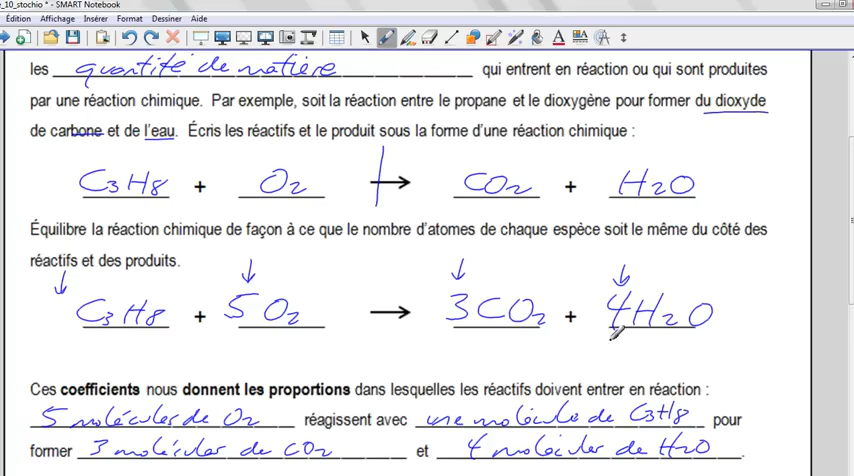 _10_stochio * - SMART Notebook
Édition Affichage Insérer Format Dessiner Aide
les quantité de matière qui entrent en réaction ou qui sont produites
par une réaction chimique. Par exemple, soit la réaction entre le propane et le dioxygène pour former du dioxyde
de carbone et de l'eau. Écris les réactifs et le produit sous la forme d'une réaction chimique :
C3H8 + O2 → CO2 + H2O
Équilibre la réaction chimique de façon à ce que le nombre d'atomes de chaque espèce soit le même du côté des
réactifs et des produits.
C3H8 + 5 O2 → 3 CO2 + 4 H2O
Ces coefficients nous donnent les proportions dans lesquelles les réactifs doivent entrer en réaction :
5 molécules de O2 réagissent avec une molécule de C3H8 pour
former 3 molécules de CO2 et 4 molécules de H2O.